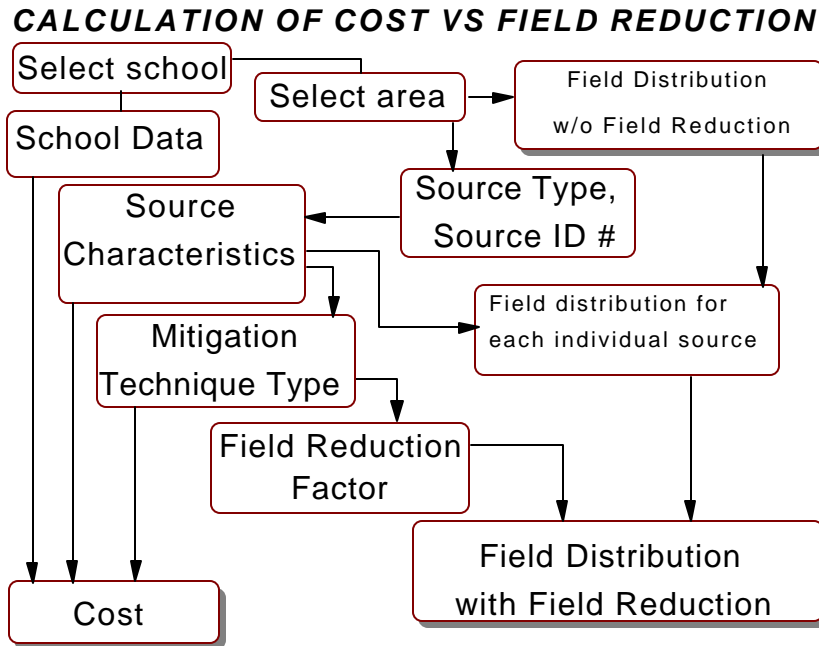 CALCULATION OF COST VS FIELD REDUCTION
Select school
Select area
Field Distribution
w/o Field Reduction
School Data
Source Type,
Source ID #
Source
Characteristics
Field distribution for
each individual source
Mitigation
Technique Type
Field Reduction
Factor
Field Distribution
with Field Reduction
Cost